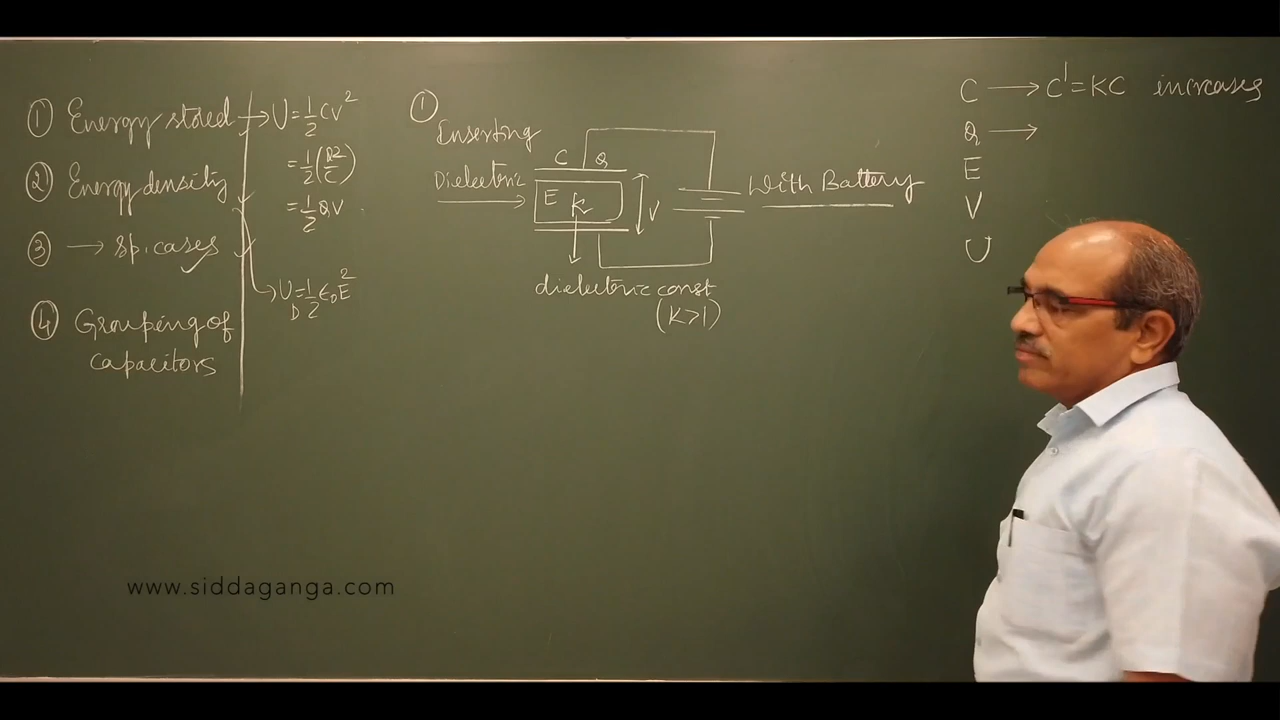 ① Energy stored → U = 1/2 CV²
= 1/2 (Q²/C)
= 1/2 QV
② Energy density
U_D = 1/2 ε₀E²
③ → Sp. cases
④ Grouping of
capacitors
①
Inserting
Dielectric
C Q
E K
V
dielectric const
(K>1)
With Battery
C → C' = KC increases
Q →
E
V
U
www.siddaganga.com